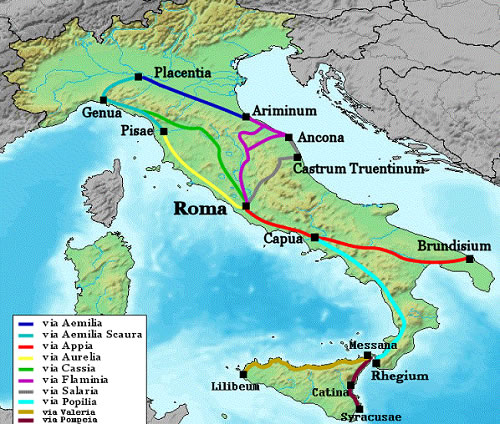 Placentia
Genua
Ariminum
Pisae
Ancona
Castrum Truentinum
Roma
Capua
Brundisium
Messana
Rhegium
Lilibeum
Catina
Syracusae
via Aemilia
via Aemilia Scaura
via Appia
via Aurelia
via Cassia
via Flaminia
via Salaria
via Popilia
via Valeria
via Pompeia